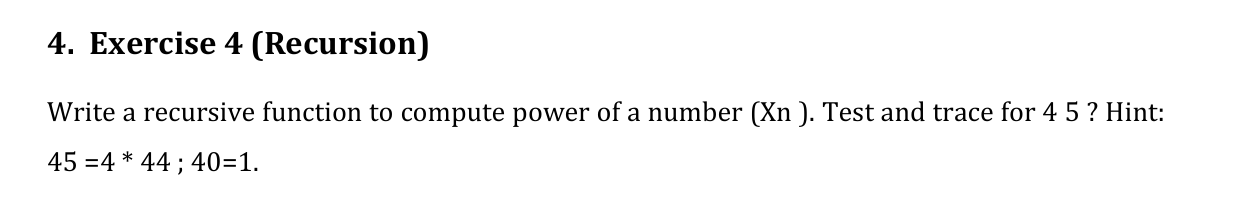 4. Exercise 4 (Recursion)
Write a recursive function to compute power of a number (Xn ). Test and trace for 4 5 ? Hint:
45 =4 * 44 ; 40=1.